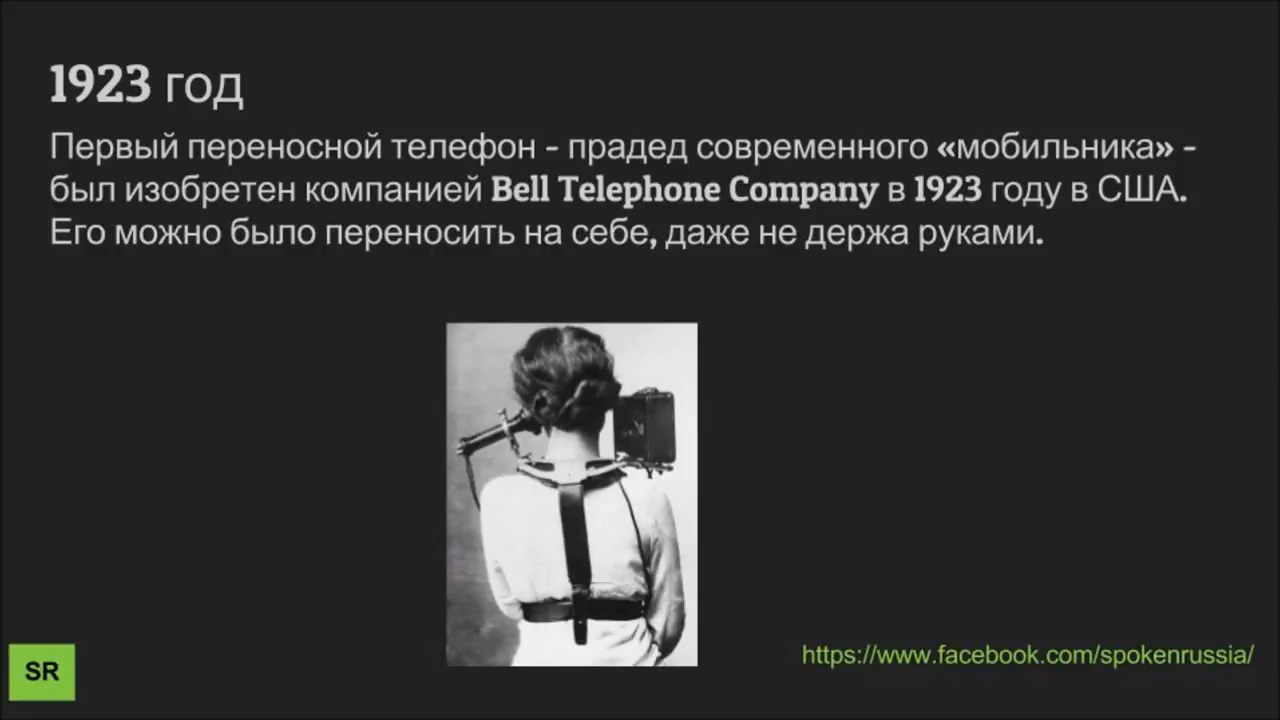 1923 год
Первый переносной телефон - прадед современного «мобильника» -
был изобретен компанией Bell Telephone Company в 1923 году в США.
Его можно было переносить на себе, даже не держа руками.
https://www.facebook.com/spokenrussia/
SR